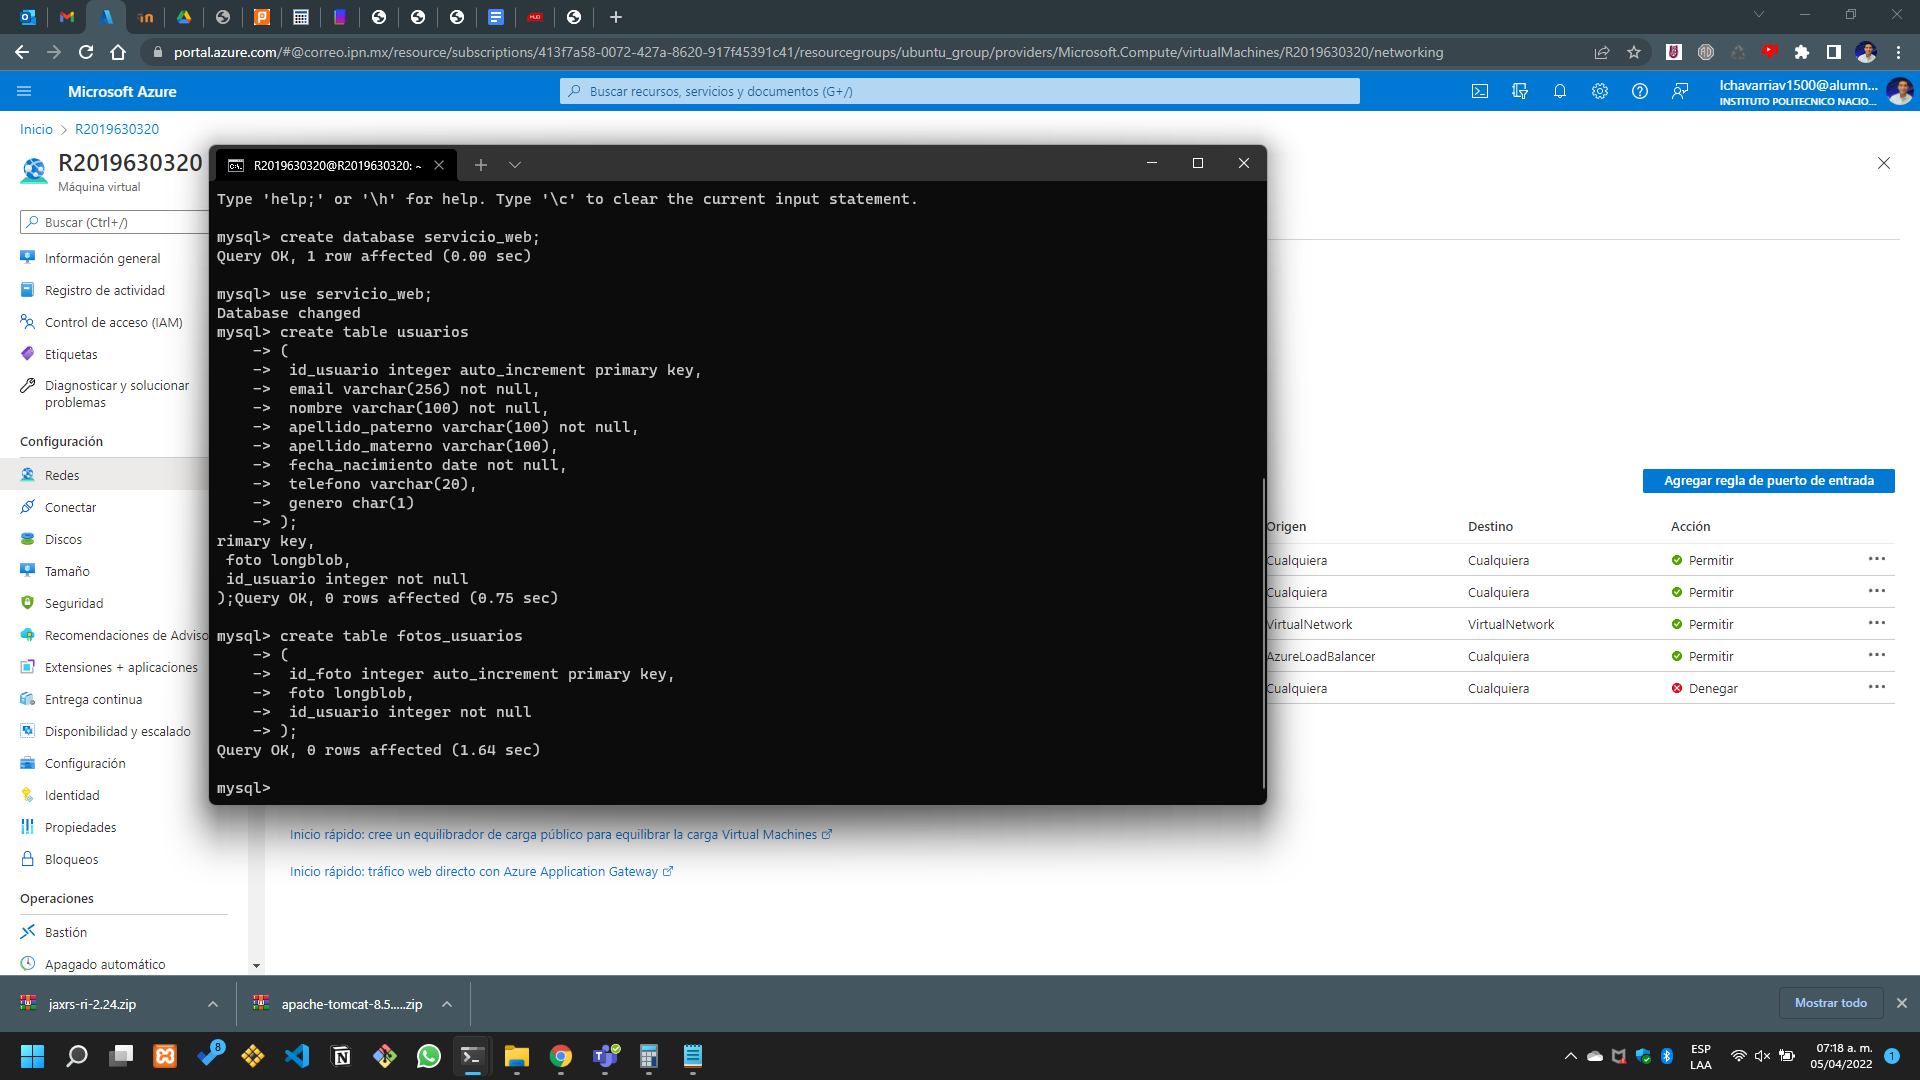 portal.azure.com/#@correo.ipn.mx/resource/subscriptions/413f7a58-0072-427a-8620-917f45391c41/resourcegroups/ubuntu_group/providers/Microsoft.Compute/virtualMachines/R2019630320/networking
Microsoft Azure
Buscar recursos, servicios y documentos (G+/)
lchavarriav1500@alumn...
INSTITUTO POLITECNICO NACIO...
Inicio > R2019630320
R2019630320
Máquina virtual
Buscar (Ctrl+/)
Información general
Registro de actividad
Control de acceso (IAM)
Etiquetas
Diagnosticar y solucionar
problemas
Configuración
Redes
Conectar
Discos
Tamaño
Seguridad
Recomendaciones de Adviso
Extensiones + aplicaciones
Entrega continua
Disponibilidad y escalado
Configuración
Identidad
Propiedades
Bloqueos
Operaciones
Bastión
Apagado automático
R2019630320@R2019630320: ~
Type 'help;' or '\h' for help. Type '\c' to clear the current input statement.
mysql> create database servicio_web;
Query OK, 1 row affected (0.00 sec)
mysql> use servicio_web;
Database changed
mysql> create table usuarios
-> (
-> id_usuario integer auto_increment primary key,
-> email varchar(256) not null,
-> nombre varchar(100) not null,
-> apellido_paterno varchar(100) not null,
-> apellido_materno varchar(100),
-> fecha_nacimiento date not null,
-> telefono varchar(20),
-> genero char(1)
-> );
rimary key,
foto longblob,
id_usuario integer not null
);Query OK, 0 rows affected (0.75 sec)
mysql> create table fotos_usuarios
-> (
-> id_foto integer auto_increment primary key,
-> foto longblob,
-> id_usuario integer not null
-> );
Query OK, 0 rows affected (1.64 sec)
mysql>
Agregar regla de puerto de entrada
Origen Destino Acción
Cualquiera Cualquiera Permitir ...
Cualquiera Cualquiera Permitir ...
VirtualNetwork VirtualNetwork Permitir ...
AzureLoadBalancer Cualquiera Permitir ...
Cualquiera Cualquiera Denegar ...
Inicio rápido: cree un equilibrador de carga público para equilibrar la carga Virtual Machines
Inicio rápido: tráfico web directo con Azure Application Gateway
jaxrs-ri-2.24.zip
apache-tomcat-8.5.....zip
Mostrar todo
8
ESP
LAA
07:18 a. m.
05/04/2022
1